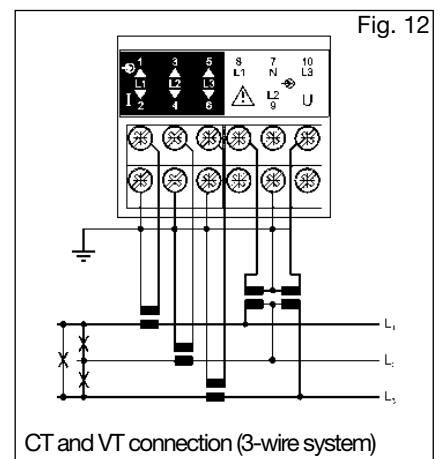 Fig. 12
1 3 5 8 7 10
L1 N L3
L1 L2 L3
I U
L2
2 4 6 9
L1
L2
L3
CT and VT connection (3-wire system)